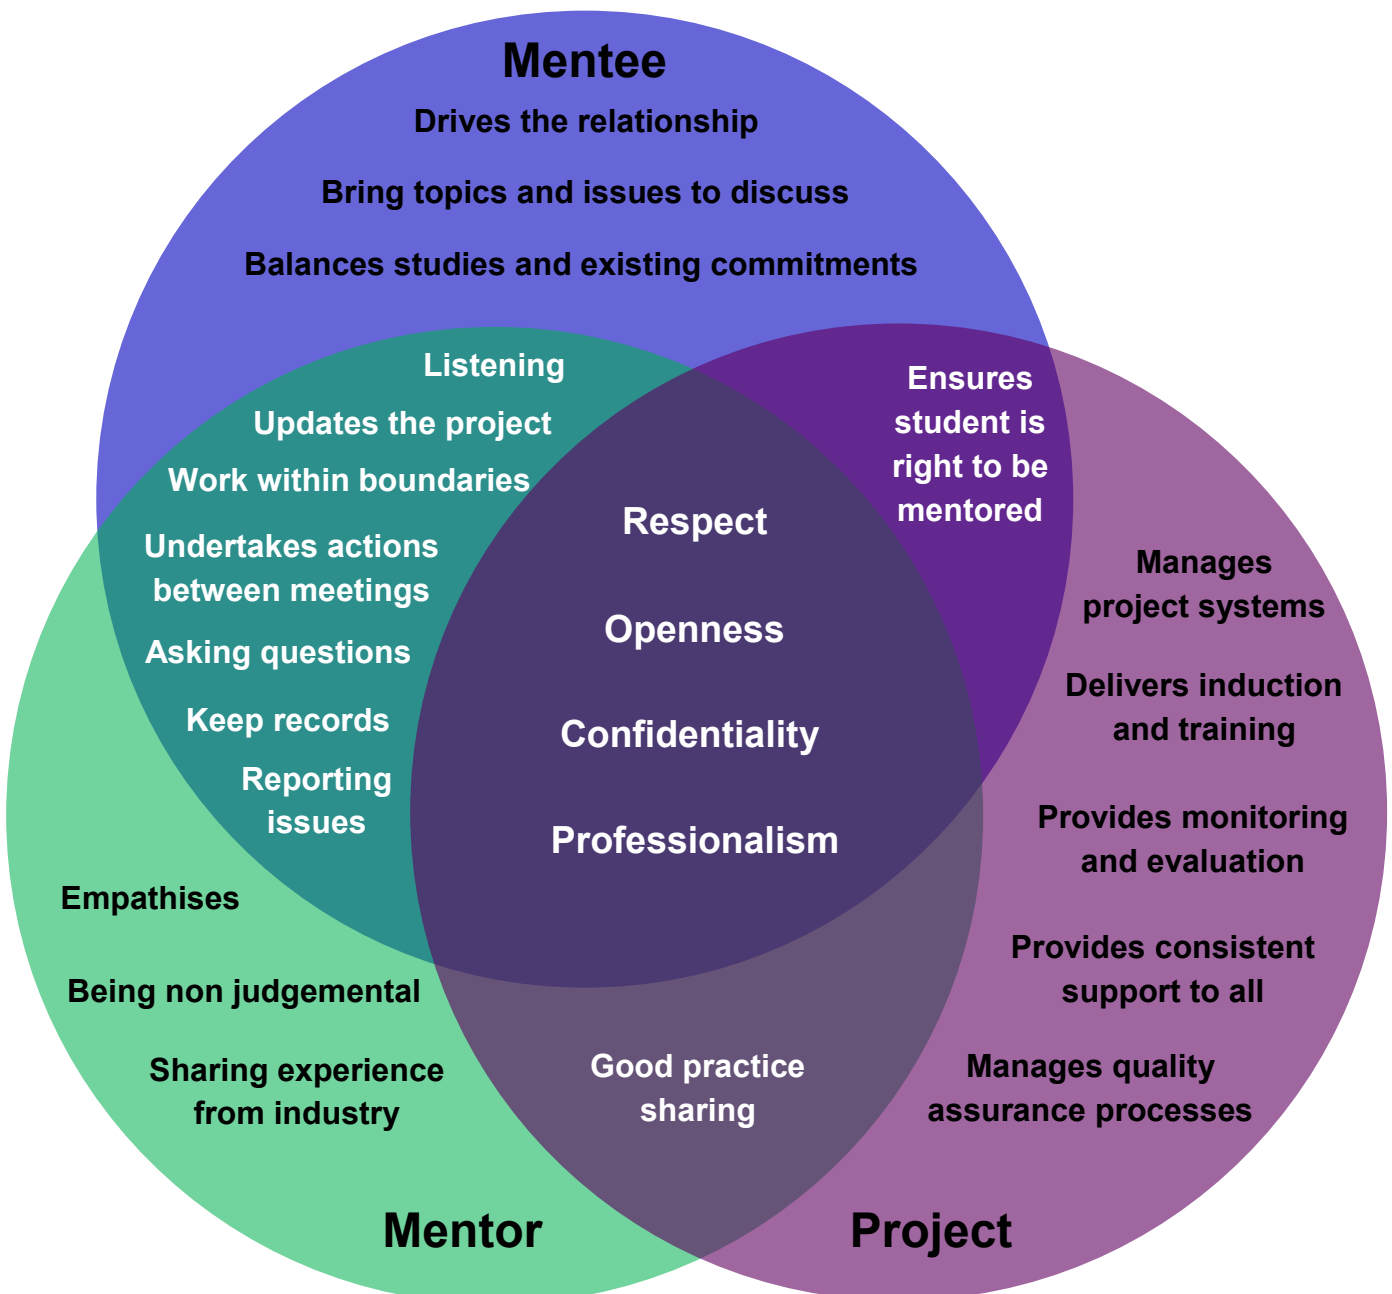 Mentee
Drives the relationship
Bring topics and issues to discuss
Balances studies and existing commitments
Listening
Updates the project
Work within boundaries
Undertakes actions
between meetings
Asking questions
Keep records
Reporting
issues
Ensures
student is
right to be
mentored
Respect
Openness
Confidentiality
Professionalism
Manages
project systems
Delivers induction
and training
Provides monitoring
and evaluation
Provides consistent
support to all
Manages quality
assurance processes
Empathises
Being non judgemental
Sharing experience
from industry
Good practice
sharing
Mentor
Project